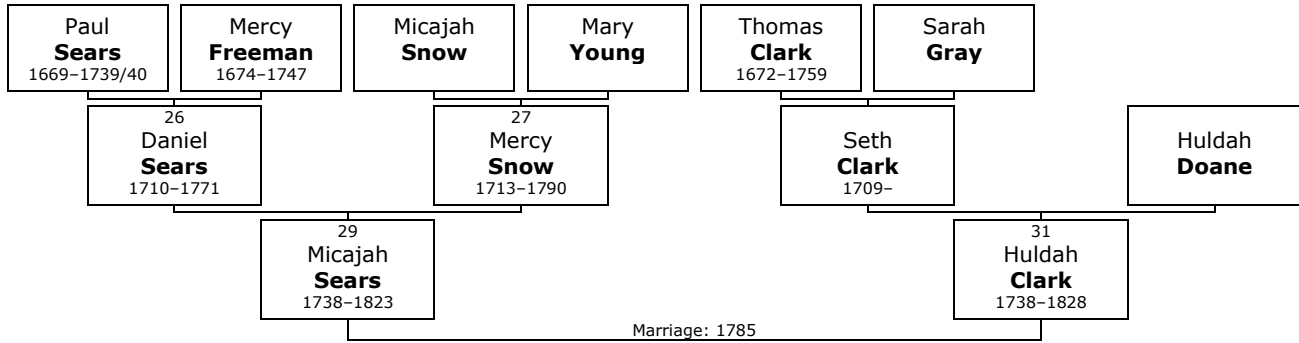 Paul
Sears
1669–1739/40
Mercy
Freeman
1674–1747
Micajah
Snow
Mary
Young
Thomas
Clark
1672–1759
Sarah
Gray
26
Daniel
Sears
1710–1771
27
Mercy
Snow
1713–1790
Seth
Clark
1709–
Huldah
Doane
29
Micajah
Sears
1738–1823
31
Huldah
Clark
1738–1828
Marriage: 1785